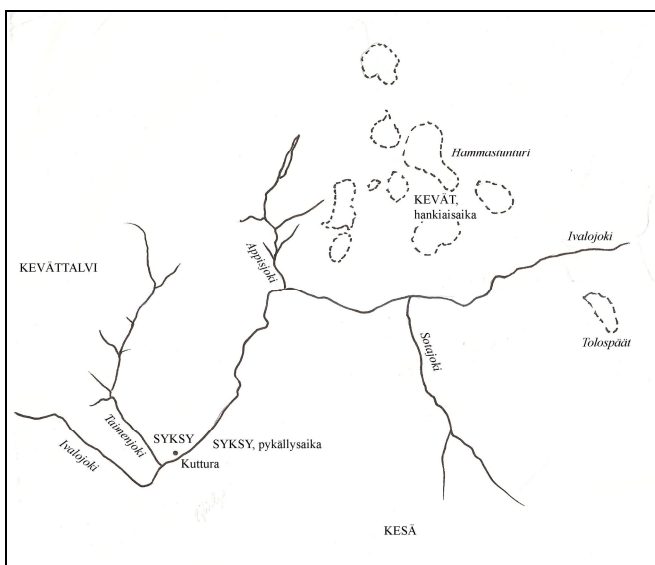 Hammastunturi
KEVÄT,
hankiaisaika
Ivalojoki
Appisjoki
KEVÄTTALVI
Tolospäät
Sotajoki
Taimenjoki
SYKSY
SYKSY, pykällysaika
Ivalojoki
Kuttura
KESÄ